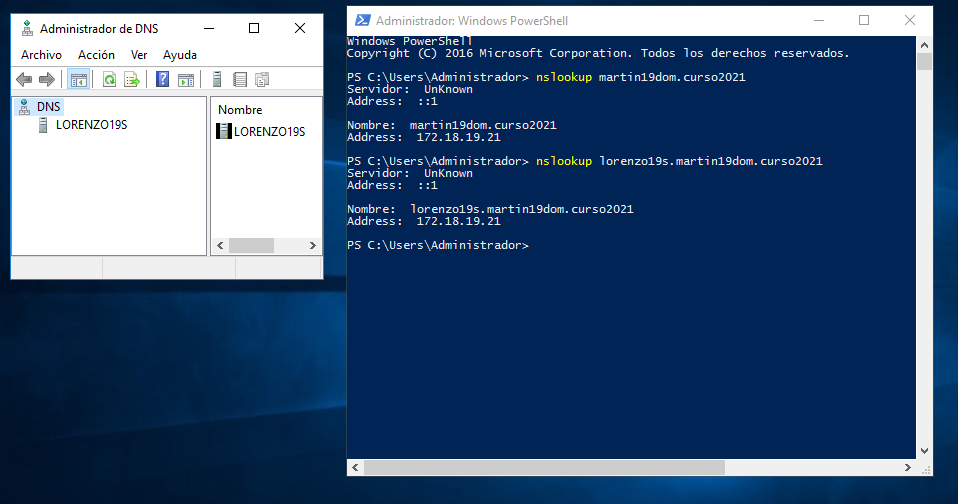 Administrador de DNS
Archivo Acción Ver Ayuda
DNS
LORENZO19S
Nombre
LORENZO19S
Administrador: Windows PowerShell
Windows PowerShell
Copyright (C) 2016 Microsoft Corporation. Todos los derechos reservados.
PS C:\Users\Administrador> nslookup martin19dom.curso2021
Servidor:  UnKnown
Address:  ::1
Nombre:  martin19dom.curso2021
Address:  172.18.19.21
PS C:\Users\Administrador> nslookup lorenzo19s.martin19dom.curso2021
Servidor:  UnKnown
Address:  ::1
Nombre:  lorenzo19s.martin19dom.curso2021
Address:  172.18.19.21
PS C:\Users\Administrador>